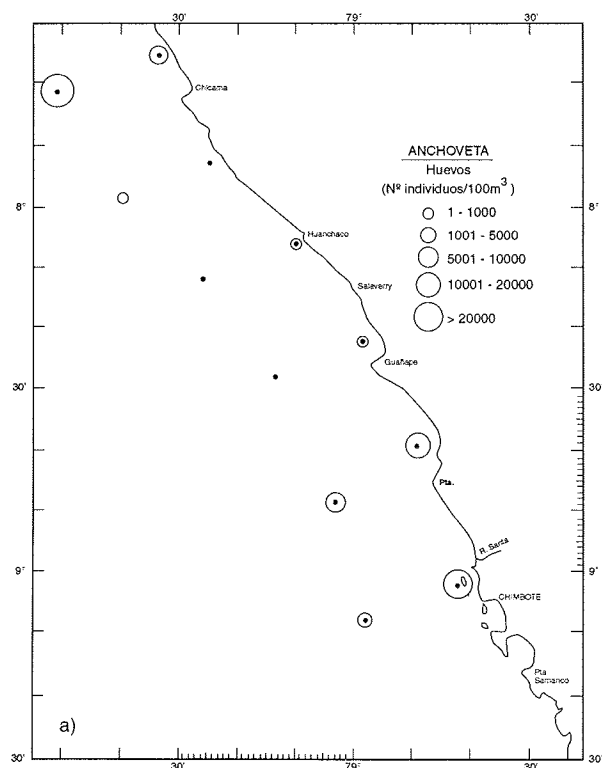 30'
79°
30'
Chicama
ANCHOVETA
Huevos
(Nº individuos/100m³)
1 - 1000
1001 - 5000
5001 - 10000
10001 - 20000
> 20000
8°
Huanchaco
Salaverry
Guañape
30'
30
Pta.
R. Santa
9°
9°
CHIMBOTE
Pta
Samanco
a)
30'
30'
30'
79°
30'